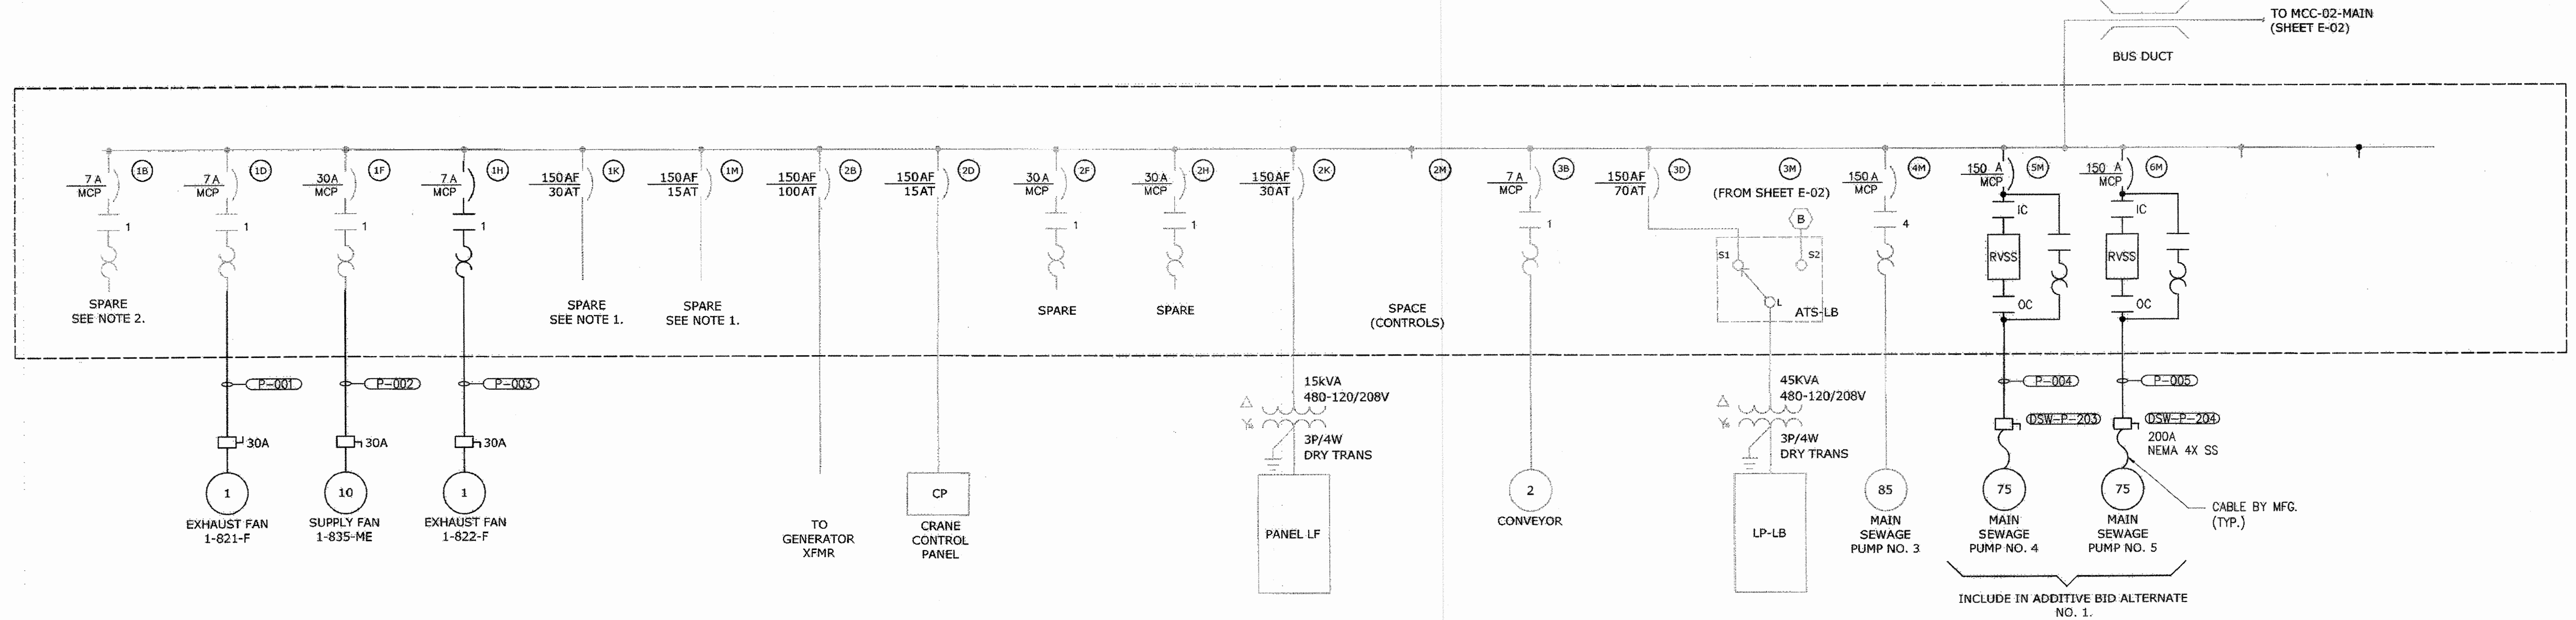 TO MCC-02-MAIN
(SHEET E-02)
BUS DUCT
7 A
MCP
1B
1
SPARE
SEE NOTE 2.
7 A
MCP
1D
1
P-001
30A
1
EXHAUST FAN
1-821-F
30A
MCP
1F
1
P-002
30A
10
SUPPLY FAN
1-835-ME
7 A
MCP
1H
1
P-003
30A
1
EXHAUST FAN
1-822-F
150AF
30AT
1K
SPARE
SEE NOTE 1.
150AF
15AT
1M
SPARE
SEE NOTE 1.
150AF
100AT
2B
TO
GENERATOR
XFMR
150AF
15AT
2D
CP
CRANE
CONTROL
PANEL
30 A
MCP
2F
1
SPARE
30 A
MCP
2H
1
SPARE
150AF
30AT
2K
15kVA
480-120/208V
3P/4W
DRY TRANS
PANEL LF
2M
SPACE
(CONTROLS)
7 A
MCP
3B
1
2
CONVEYOR
150AF
70AT
3D
3M
(FROM SHEET E-02)
B
S1
S2
L
ATS-LB
45KVA
480-120/208V
3P/4W
DRY TRANS
LP-LB
150A
MCP
4M
4
85
MAIN
SEWAGE
PUMP NO. 3
150 A
MCP
5M
IC
RVSS
OC
P-004
DSW-P-203
75
MAIN
SEWAGE
PUMP NO. 4
150 A
MCP
6M
IC
RVSS
OC
P-005
DSW-P-204
200A
NEMA 4X SS
75
MAIN
SEWAGE
PUMP NO. 5
CABLE BY MFG.
(TYP.)
INCLUDE IN ADDITIVE BID ALTERNATE
NO. 1.